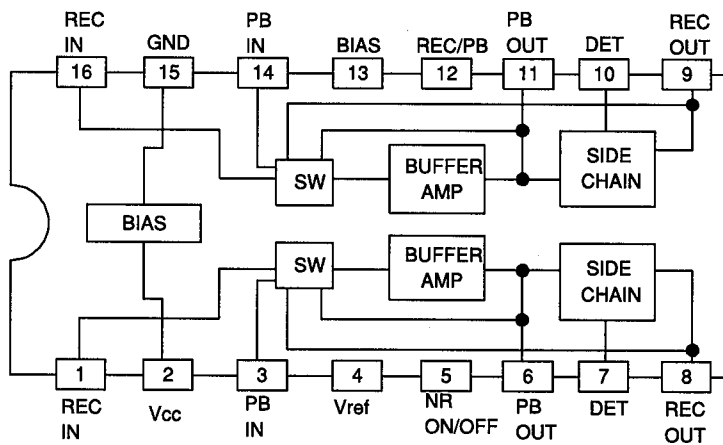 REC IN
GND
PB IN
BIAS
REC/PB
PB OUT
DET
REC OUT
16
15
14
13
12
11
10
9
SW
BUFFER AMP
SIDE CHAIN
BIAS
SW
BUFFER AMP
SIDE CHAIN
1
2
3
4
5
6
7
8
REC IN
Vcc
PB IN
Vref
NR ON/OFF
PB OUT
DET
REC OUT